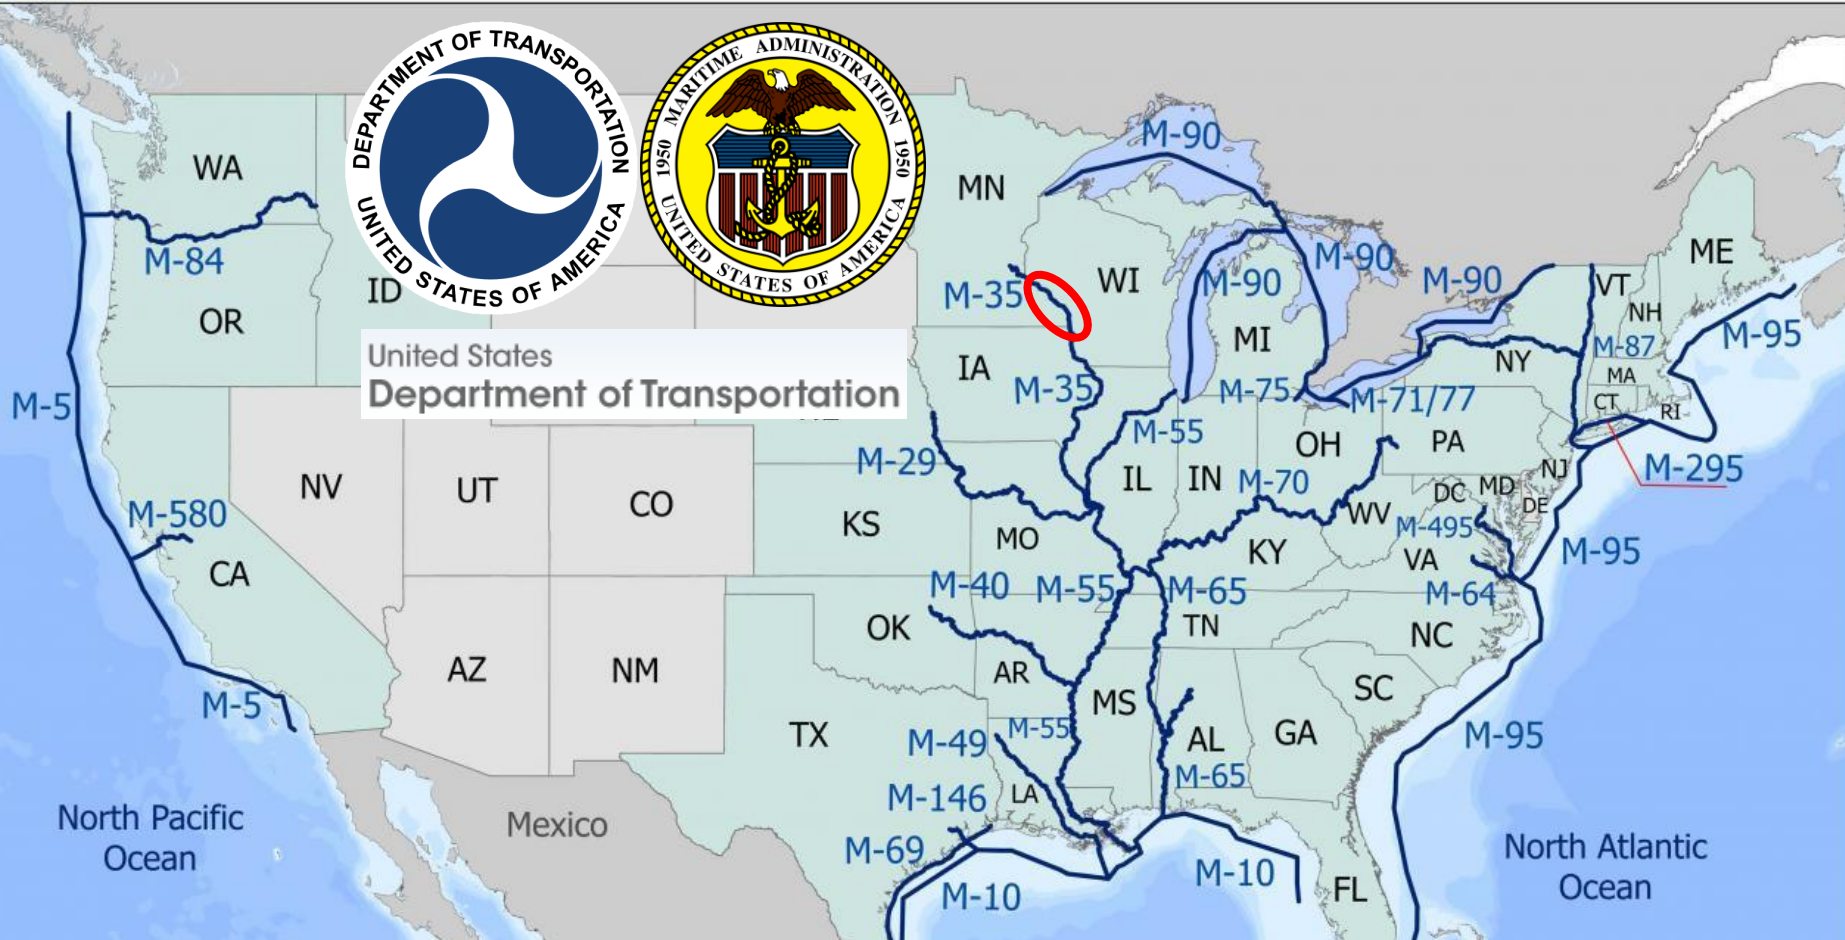 DEPARTMENT OF TRANSPORTATION
UNITED STATES OF AMERICA
MARITIME ADMINISTRATION
1950
1950
UNITED STATES OF AMERICA
United States
Department of Transportation
M-90
WA
MN
M-84
ID
M-35
WI
M-90
M-90
M-90
VT
ME
NH
OR
MI
M-87
M-95
IA
M-35
M-75
M-71/77
NY
MA
CT
RI
M-5
M-29
M-55
OH
PA
M-295
NV
UT
CO
IL
IN
M-70
NJ
DC
MD
DE
M-580
KS
MO
WV
M-495
CA
KY
VA
M-95
M-40
M-55
M-65
M-64
OK
TN
NC
AZ
NM
AR
MS
SC
M-5
TX
M-49
M-55
AL
GA
M-95
M-65
M-146
LA
North Pacific
Ocean
Mexico
M-69
M-10
M-10
FL
North Atlantic
Ocean